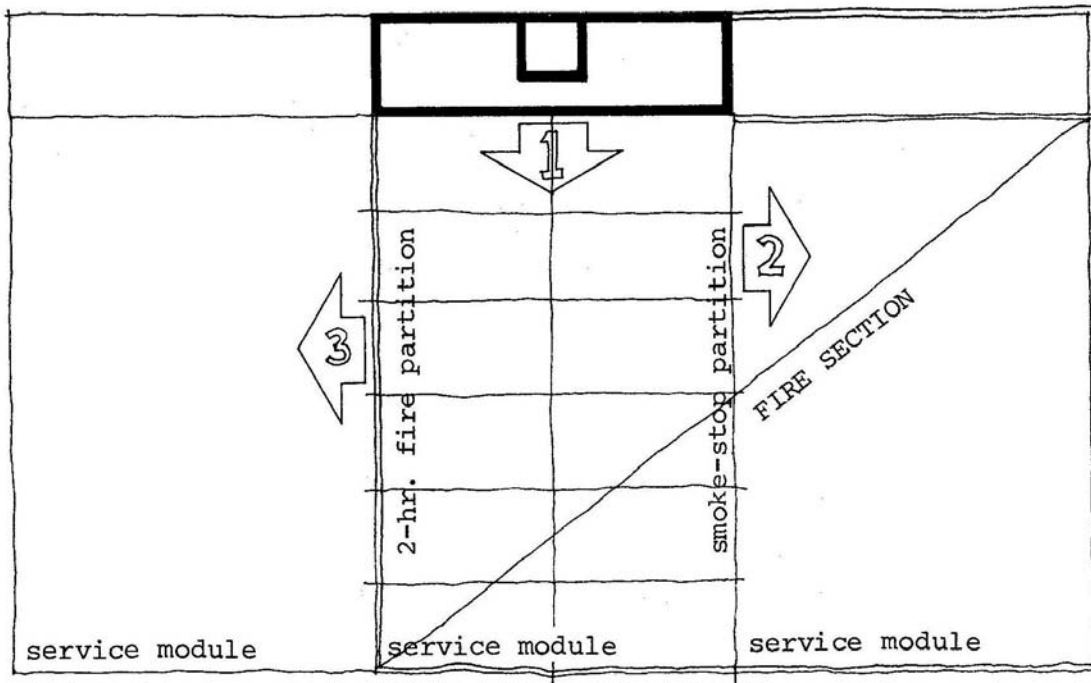 1
2
3
2-hr. fire partition
smoke-stop partition
FIRE SECTION
service module
service module
service module